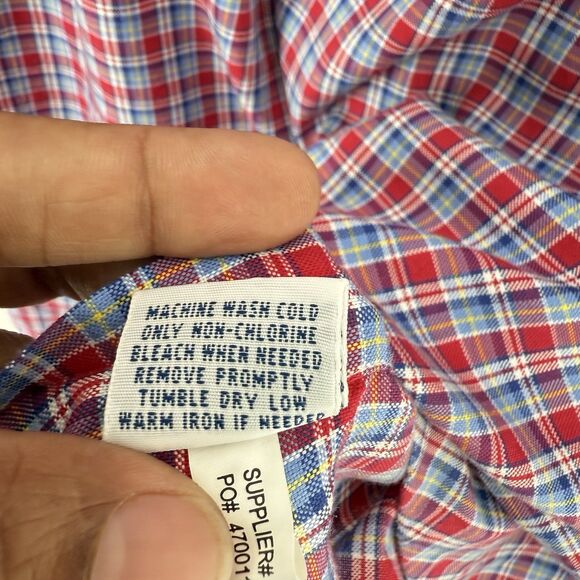 MACHINE WASH COLD
ONLY NON-CHLORINE
BLEACH WHEN NEEDED
REMOVE PROMPTLY
TUMBLE DRY LOW
WARM IRON IF NEEDED
SUPPLIER#
PO# 47001